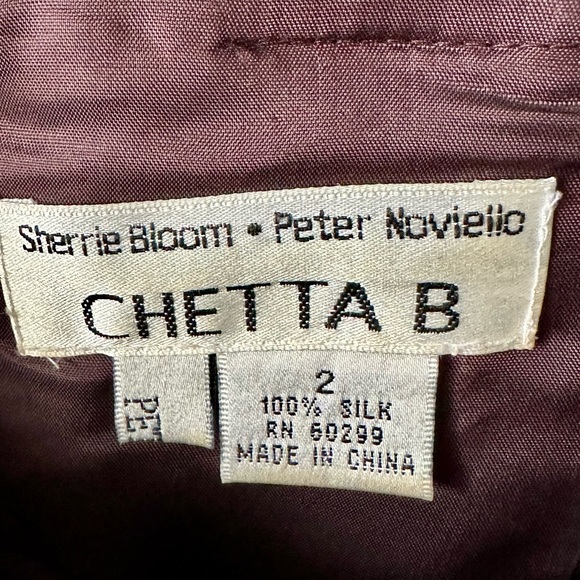 Sherrie Bloom • Peter Noviello
CHETTA B
2
100% SILK
RN 60299
MADE IN CHINA